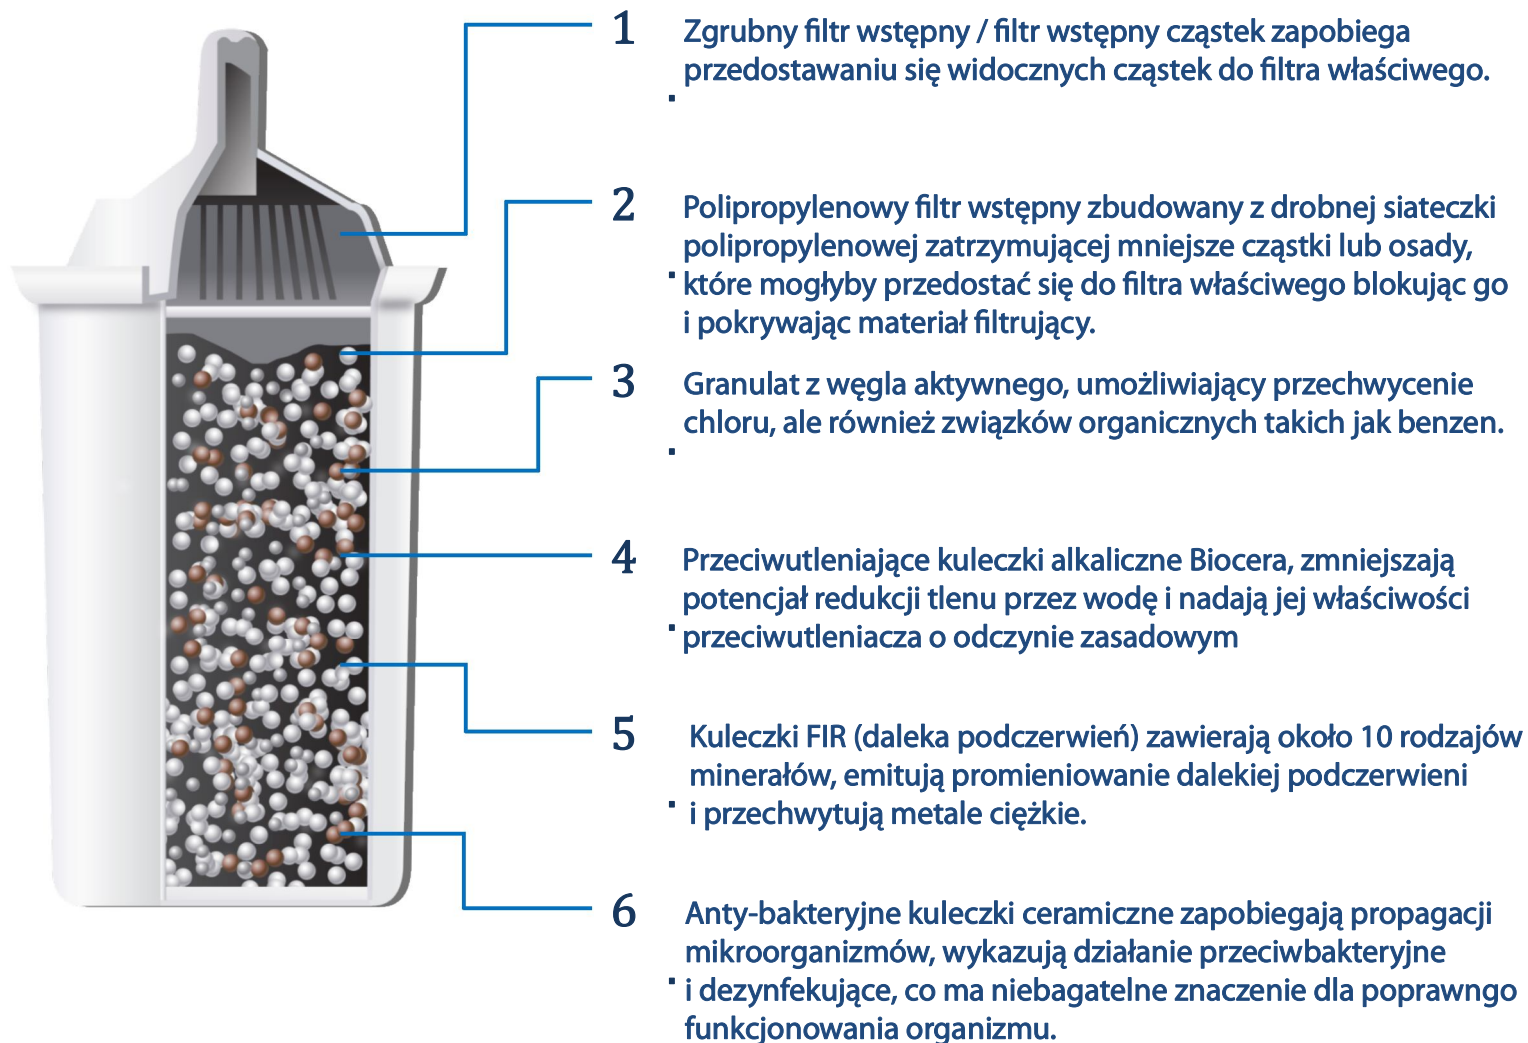 1 Zgrubny filtr wstępny / filtr wstępny cząstek zapobiega
przedostawaniu się widocznych cząstek do filtra właściwego.
2 Polipropylenowy filtr wstępny zbudowany z drobnej siateczki
polipropylenowej zatrzymującej mniejsze cząstki lub osady,
które mogłyby przedostać się do filtra właściwego blokując go
i pokrywając materiał filtrujący.
3 Granulat z węgla aktywnego, umożliwiający przechwycenie
chloru, ale również związków organicznych takich jak benzen.
4 Przeciwutleniające kuleczki alkaliczne Biocera, zmniejszają
potencjał redukcji tlenu przez wodę i nadają jej właściwości
przeciwutleniacza o odczynie zasadowym
5 Kuleczki FIR (daleka podczerwień) zawierają około 10 rodzajów
minerałów, emitują promieniowanie dalekiej podczerwieni
i przechwytują metale ciężkie.
6 Anty-bakteryjne kuleczki ceramiczne zapobiegają propagacji
mikroorganizmów, wykazują działanie przeciwbakteryjne
i dezynfekujące, co ma niebagatelne znaczenie dla poprawngo
funkcjonowania organizmu.